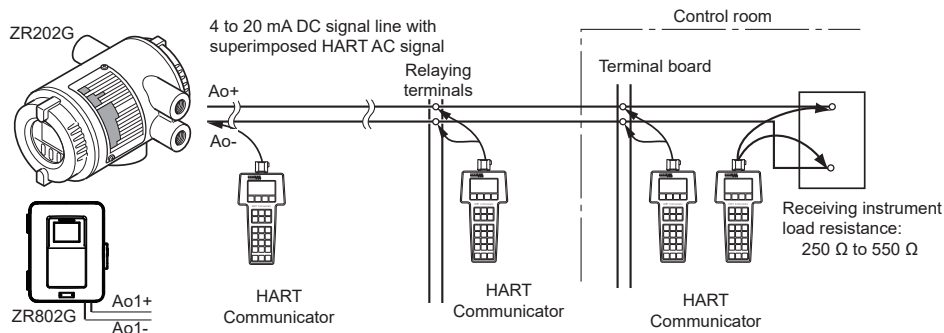 ZR202G
4 to 20 mA DC signal line with
superimposed HART AC signal
Control room
Relaying
terminals
Terminal board
Ao+
Ao-
Receiving instrument
load resistance:
250 Ω to 550 Ω
HART
Communicator
HART
Communicator
HART
Communicator
Ao1+
Ao1-
ZR802G